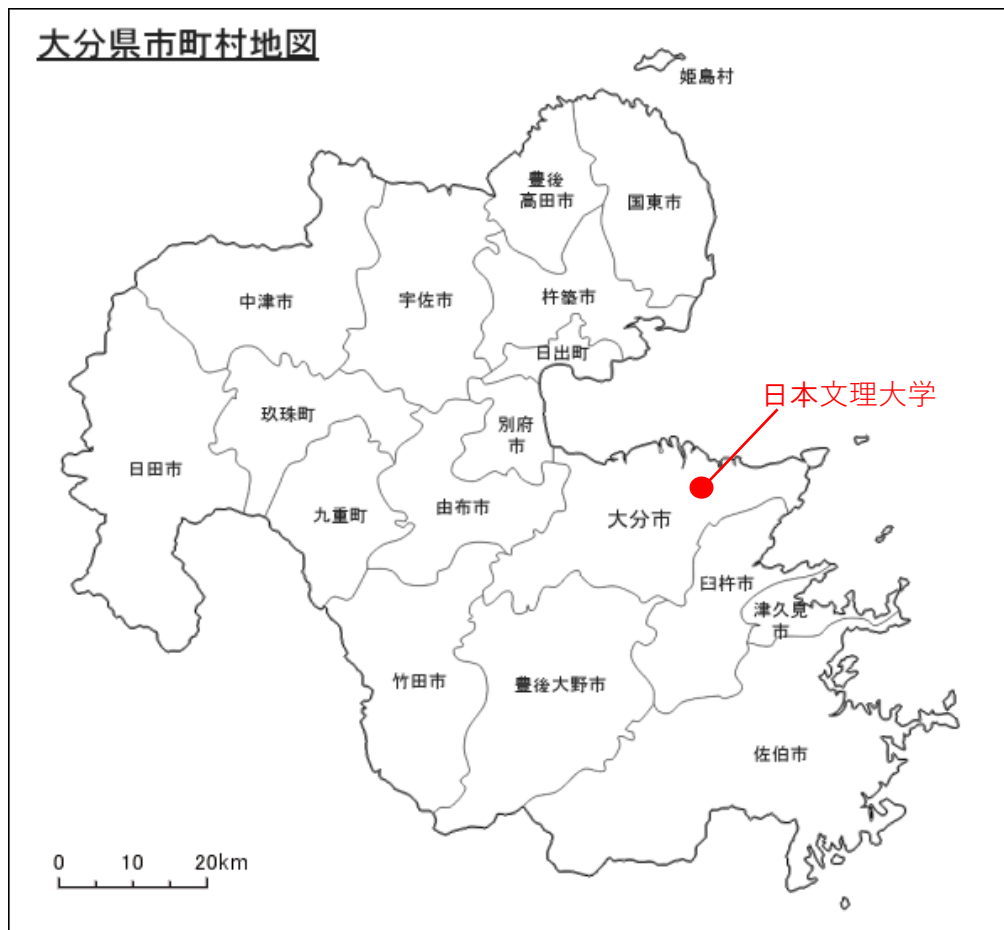 大分県市町村地図
姫島村
豊後
高田市
国東市
中津市
宇佐市
杵築市
日出町
日本文理大学
玖珠町
別府
市
日田市
由布市
九重町
大分市
臼杵市
津久見
市
竹田市
豊後大野市
佐伯市
0 10 20km